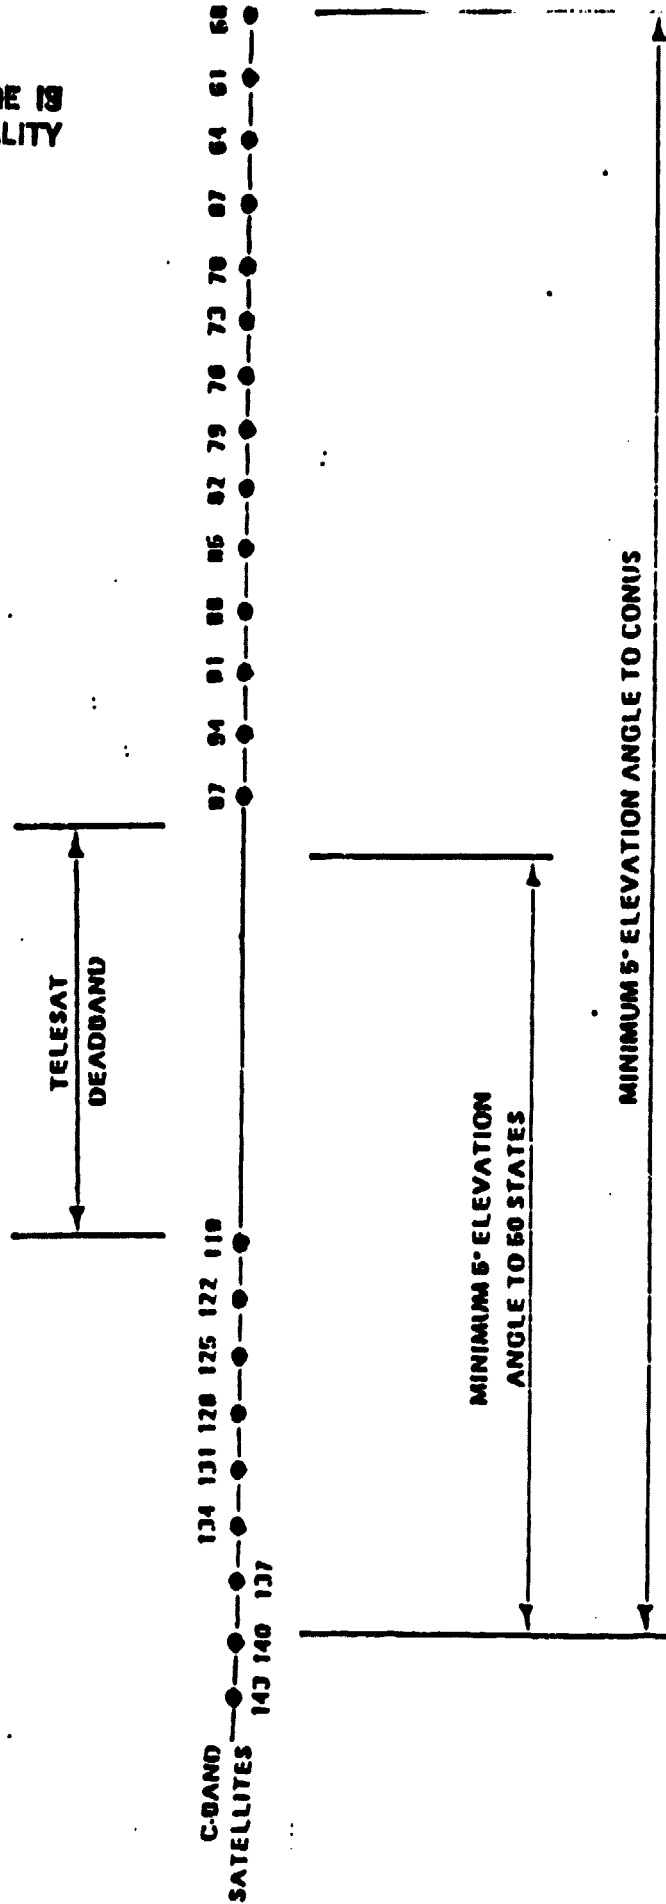 E IS
LITY
TELESAT
DEADBAND
C-BAND
SATELLITES
143 140 137
134 131 128 125 122 119
97 94 91 88 85 82 79 76 73 70 67 64 61 58
MINIMUM 5° ELEVATION
ANGLE TO 50 STATES
MINIMUM 5° ELEVATION ANGLE TO CONUS